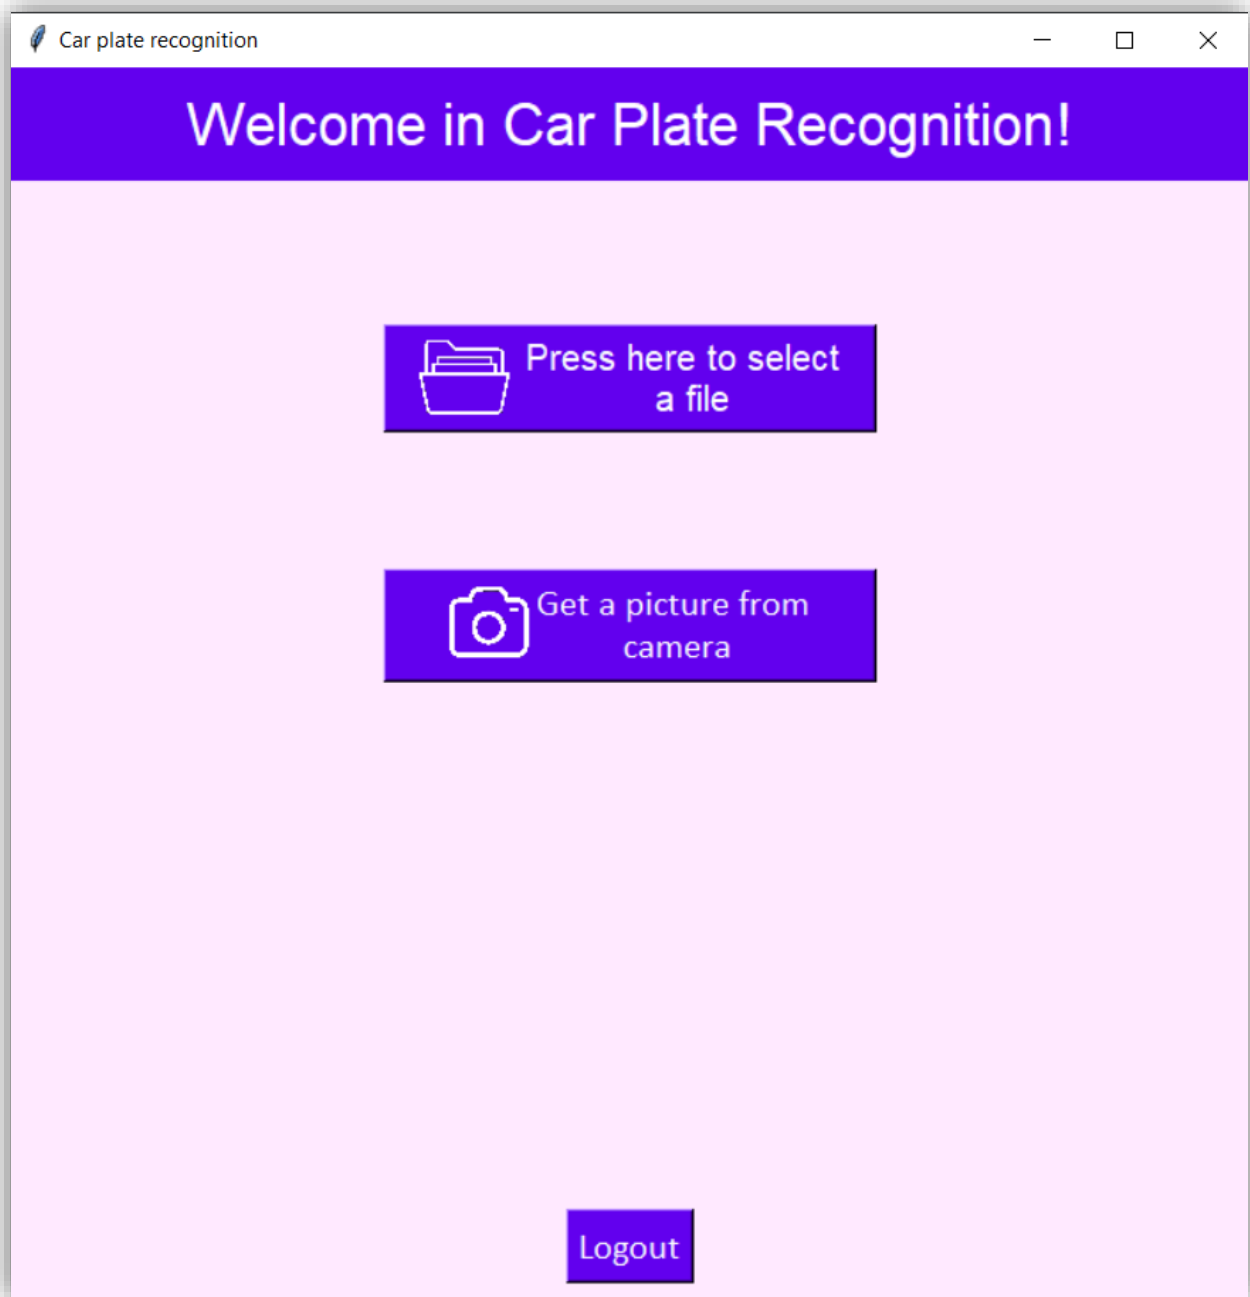 Car plate recognition
Welcome in Car Plate Recognition!
Press here to select
a file
Get a picture from
camera
Logout